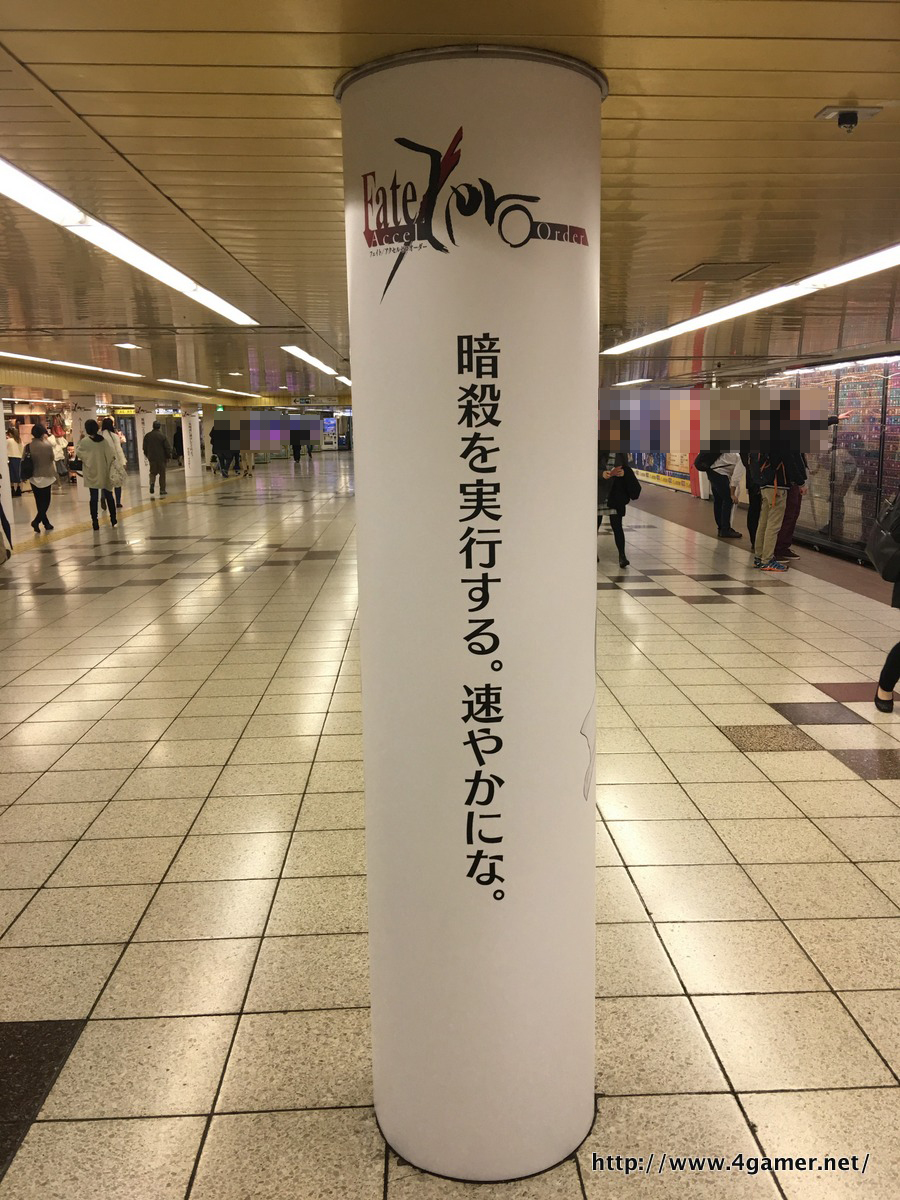 Fate/Zero
Accel Order
フェイト/アクセルゼロオーダー
暗殺を実行する。速やかにな。
http://www.4gamer.net/